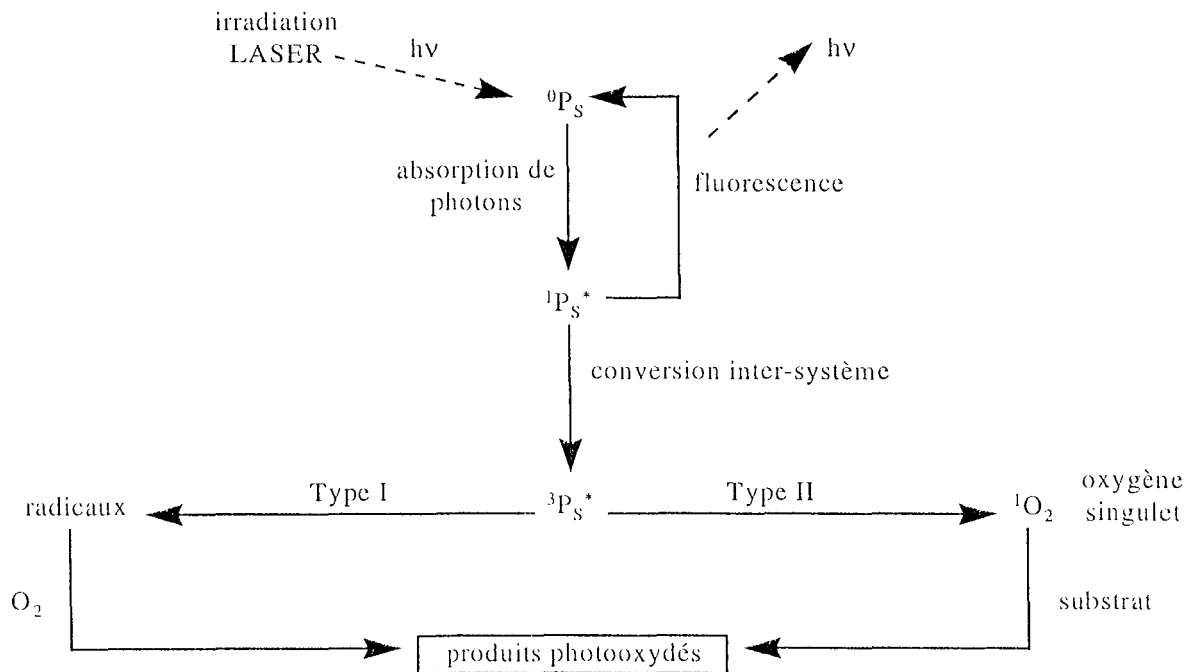 irradiation
LASER
hν
hν
⁰Pₛ
absorption de
photons
fluorescence
¹Pₛ*
conversion inter-système
radicaux
Type I
³Pₛ*
Type II
¹O₂
oxygène
singulet
O₂
substrat
produits photooxydés